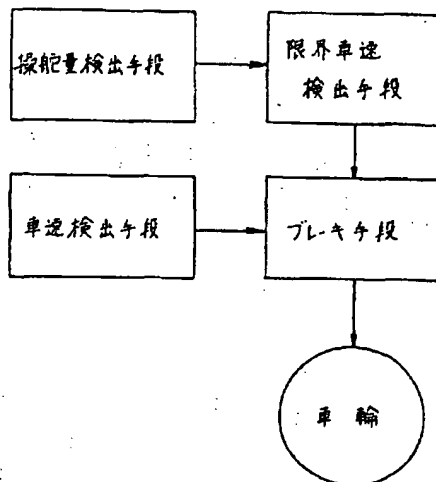 操舵量検出手段
限界車速
検出手段
車速検出手段
ブレーキ手段
車輪